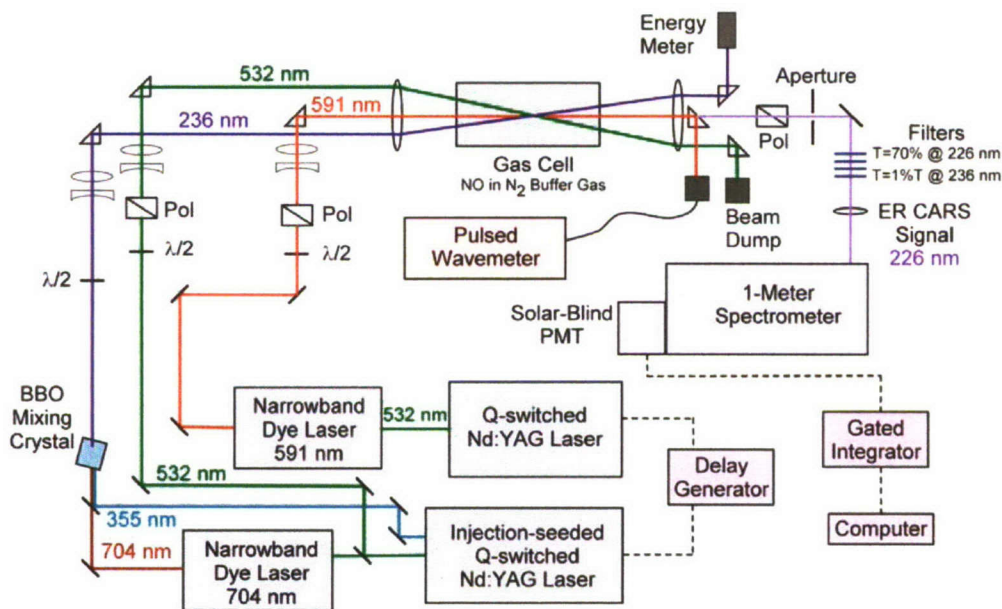 Energy
Meter
532 nm
Aperture
591 nm
236 nm
Pol
Filters
T=70% @ 226 nm
T=1%T @ 236 nm
Gas Cell
NO in N2 Buffer Gas
Pol
Pol
Beam
Dump
ER CARS
Signal
226 nm
λ/2
λ/2
Pulsed
Wavemeter
λ/2
1-Meter
Spectrometer
Solar-Blind
PMT
BBO
Mixing
Crystal
Narrowband
Dye Laser
591 nm
532 nm
Q-switched
Nd:YAG Laser
Gated
Integrator
Delay
Generator
532 nm
355 nm
Computer
704 nm
Narrowband
Dye Laser
704 nm
Injection-seeded
Q-switched
Nd:YAG Laser